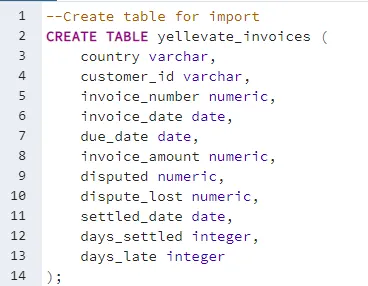 1 --Create table for import
2 CREATE TABLE yellevate_invoices (
3 country varchar,
4 customer_id varchar,
5 invoice_number numeric,
6 invoice_date date,
7 due_date date,
8 invoice_amount numeric,
9 disputed numeric,
10 dispute_lost numeric,
11 settled_date date,
12 days_settled integer,
13 days_late integer
14 );